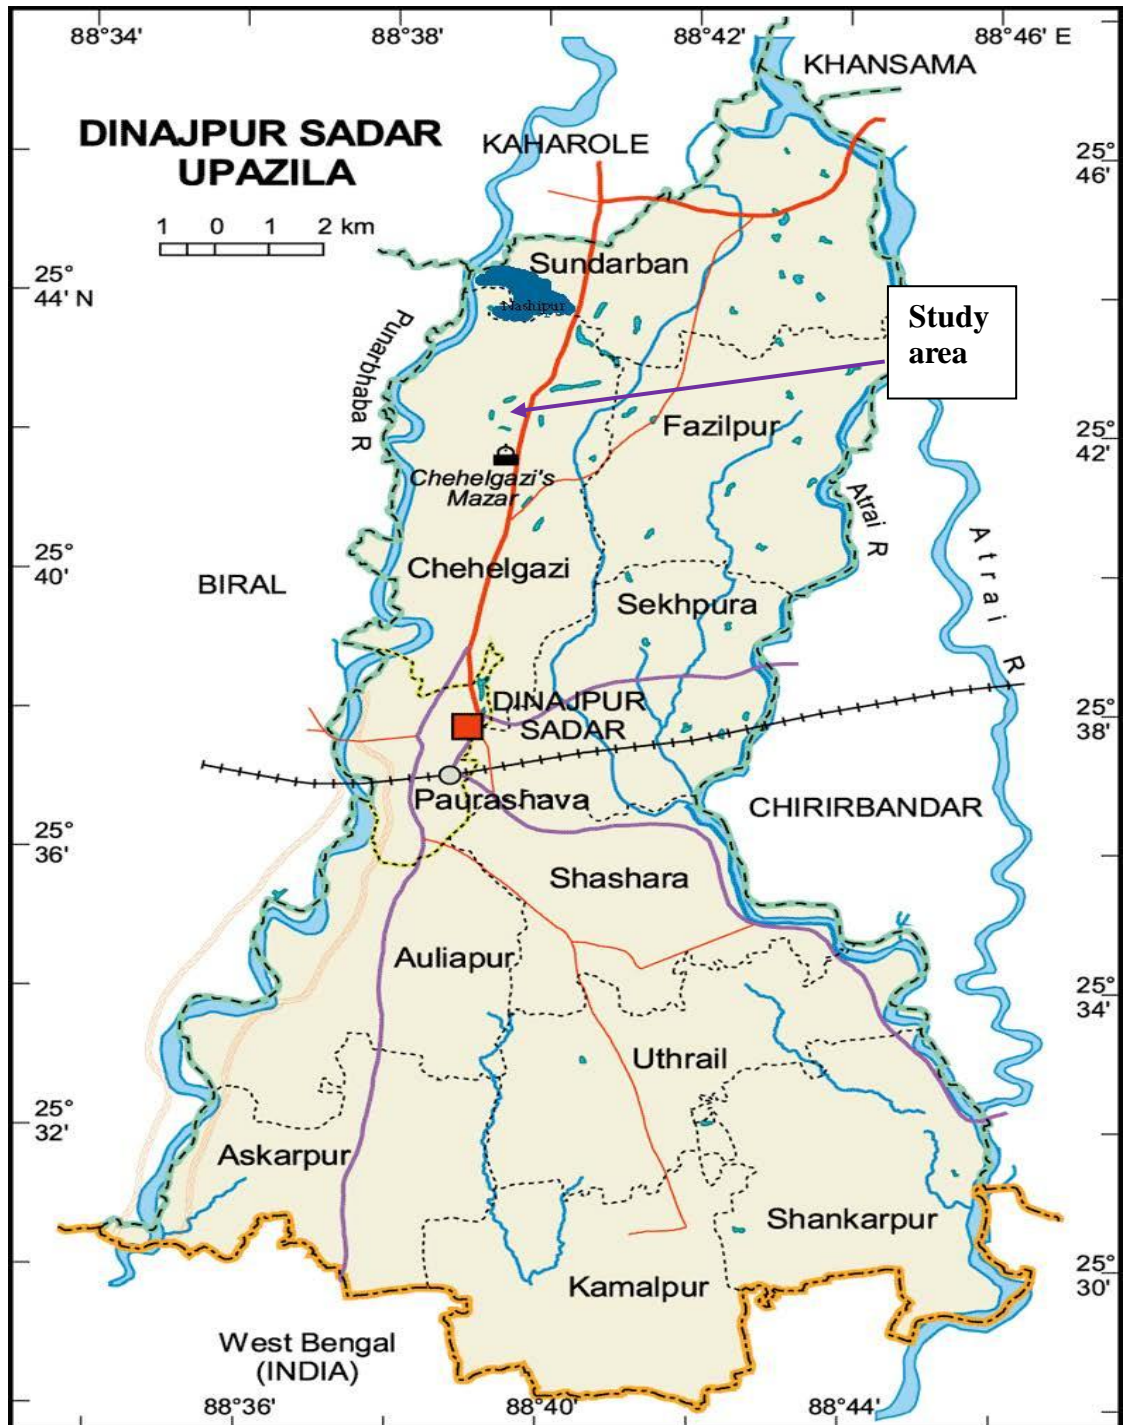 88°34'
88°38'
88°42'
88°46' E
KHANSAMA
DINAJPUR SADAR
UPAZILA
KAHAROLE
25°
46'
1 0 1 2 km
Sundarban
25°
44' N
Nashipur
Study
area
Punarbhaba R
Fazilpur
25°
42'
Chehelgazi's
Mazar
Atrai R
Atrai R
25°
40'
Chehelgazi
BIRAL
Sekhpura
DINAJPUR
SADAR
25°
38'
Paurashava
CHIRIRBANDAR
25°
36'
Shashara
Auliapur
25°
34'
Uthrail
25°
32'
Askarpur
Shankarpur
25°
30'
Kamalpur
West Bengal
(INDIA)
88°36'
88°40'
88°44'